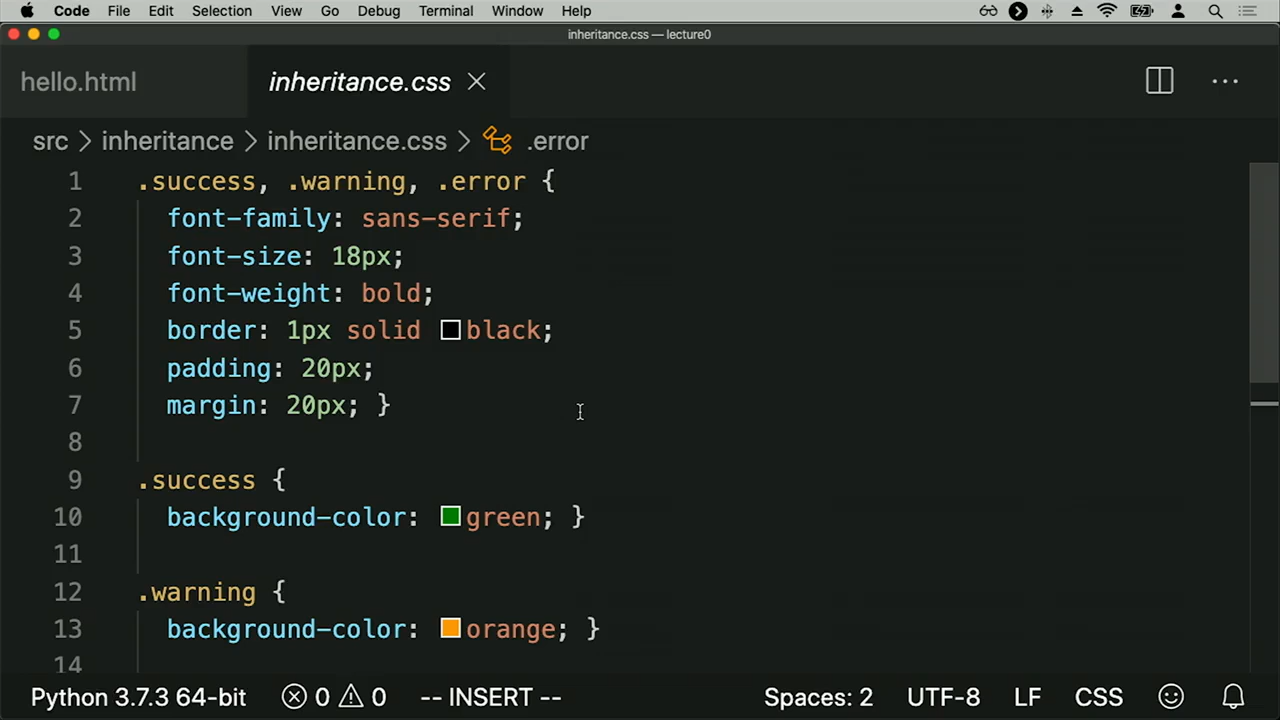 Code File Edit Selection View Go Debug Terminal Window Help
inheritance.css — lecture0
hello.html inheritance.css
src > inheritance > inheritance.css > .error
1 .success, .warning, .error {
2 font-family: sans-serif;
3 font-size: 18px;
4 font-weight: bold;
5 border: 1px solid black;
6 padding: 20px;
7 margin: 20px; }
8
9 .success {
10 background-color: green; }
11
12 .warning {
13 background-color: orange; }
14
Python 3.7.3 64-bit 0 0 -- INSERT -- Spaces: 2 UTF-8 LF CSS